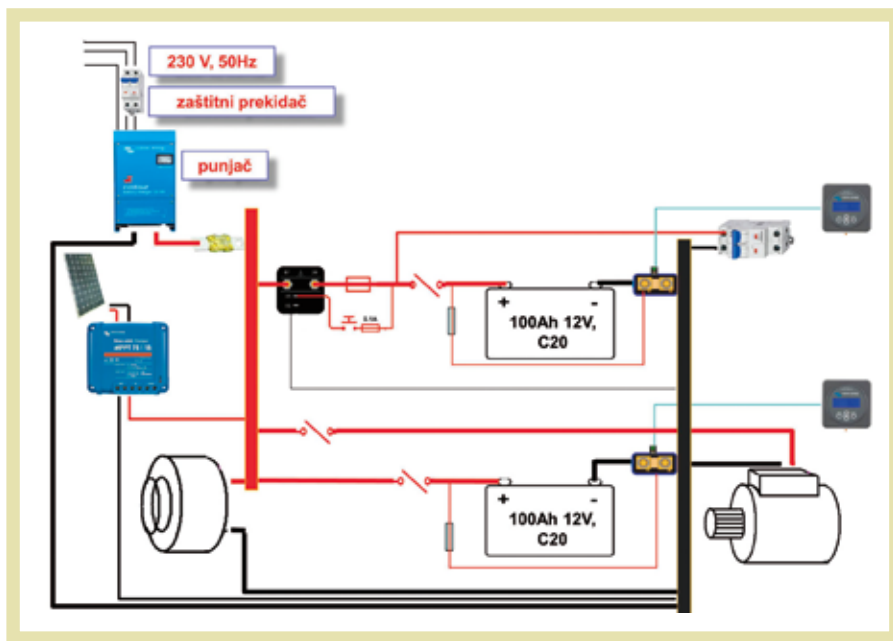 230 V, 50Hz
zaštitni prekidač
punjač
+ -
100Ah 12V,
C20
+ -
100Ah 12V,
C20